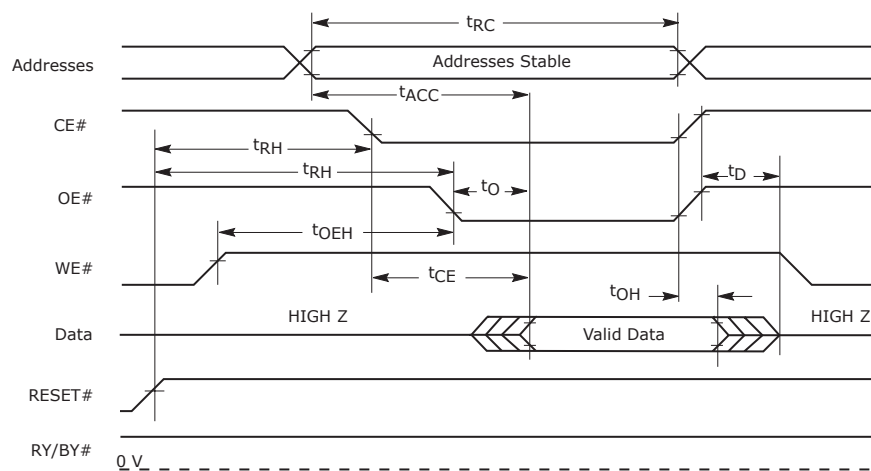 tRC
Addresses
Addresses Stable
tACC
CE#
tRH
tRH
tO
tD
OE#
tOEH
WE#
tCE
tOH
HIGH Z
HIGH Z
Data
Valid Data
RESET#
RY/BY#
0 V